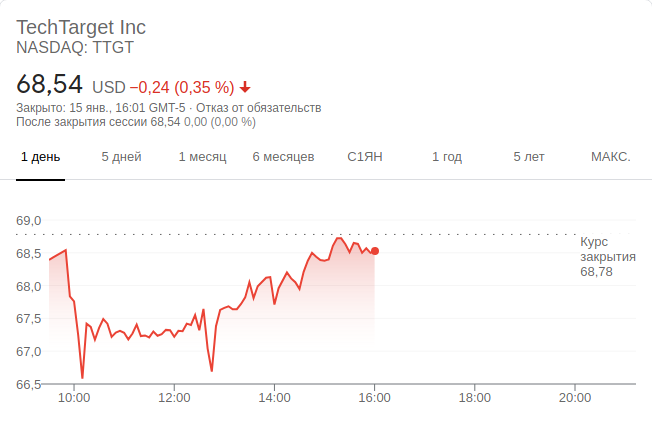 TechTarget Inc
NASDAQ: TTGT
68,54 USD −0,24 (0,35 %)
Закрыто: 15 янв., 16:01 GMT-5 · Отказ от обязательств
После закрытия сессии 68,54 0,00 (0,00 %)
1 день 5 дней 1 месяц 6 месяцев С1ЯН 1 год 5 лет МАКС.
69,0
68,5
68,0
67,5
67,0
66,5
Курс
закрытия
68,78
10:00 12:00 14:00 16:00 18:00 20:00